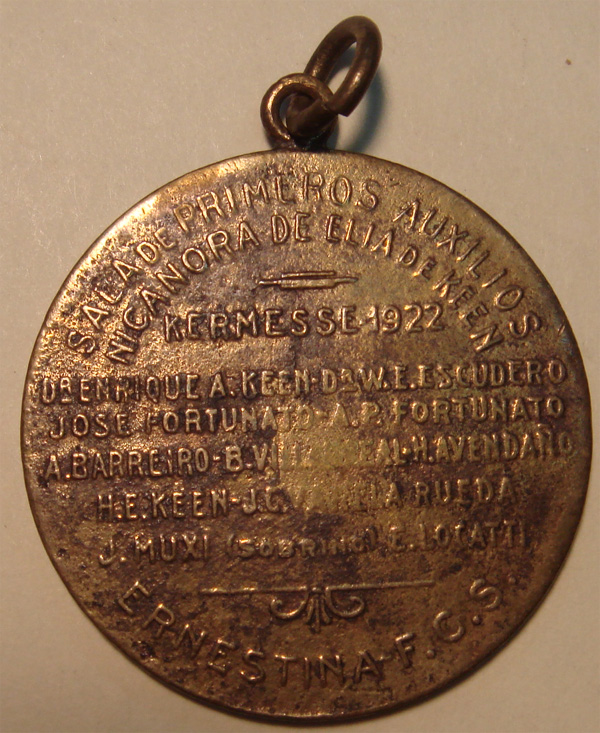 SALA DE PRIMEROS AUXILIOS
NICANORA DE ELIA DE KEEN
KERMESSE-1922
DR ENRIQUE A. KEEN-DR W. E. ESCUDERO
JOSE FORTUNATO-A. P. FORTUNATO
A. BARREIRO-B. H. AVENDAÑO
H. E. KEEN-J. RUEDA
J. MUXI (SOBRINO) E. LOCATTI
ERNESTINA-F. C. S.